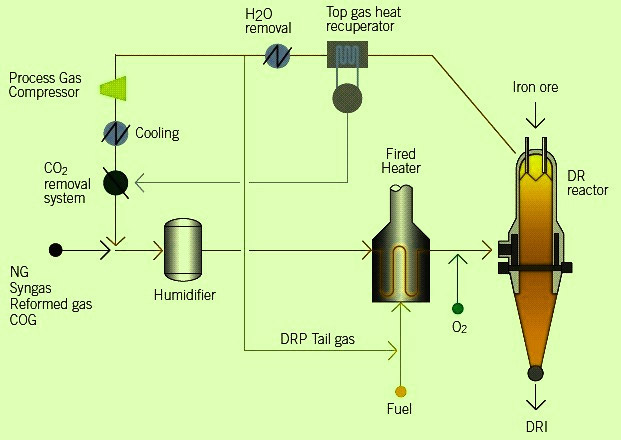 H2O
removal
Top gas heat
recuperator
Process Gas
Compressor
Iron ore
Cooling
Fired
Heater
DR
reactor
CO2
removal
system
NG
Syngas
Reformed gas
COG
Humidifier
O2
DRP Tail gas
Fuel
DRI